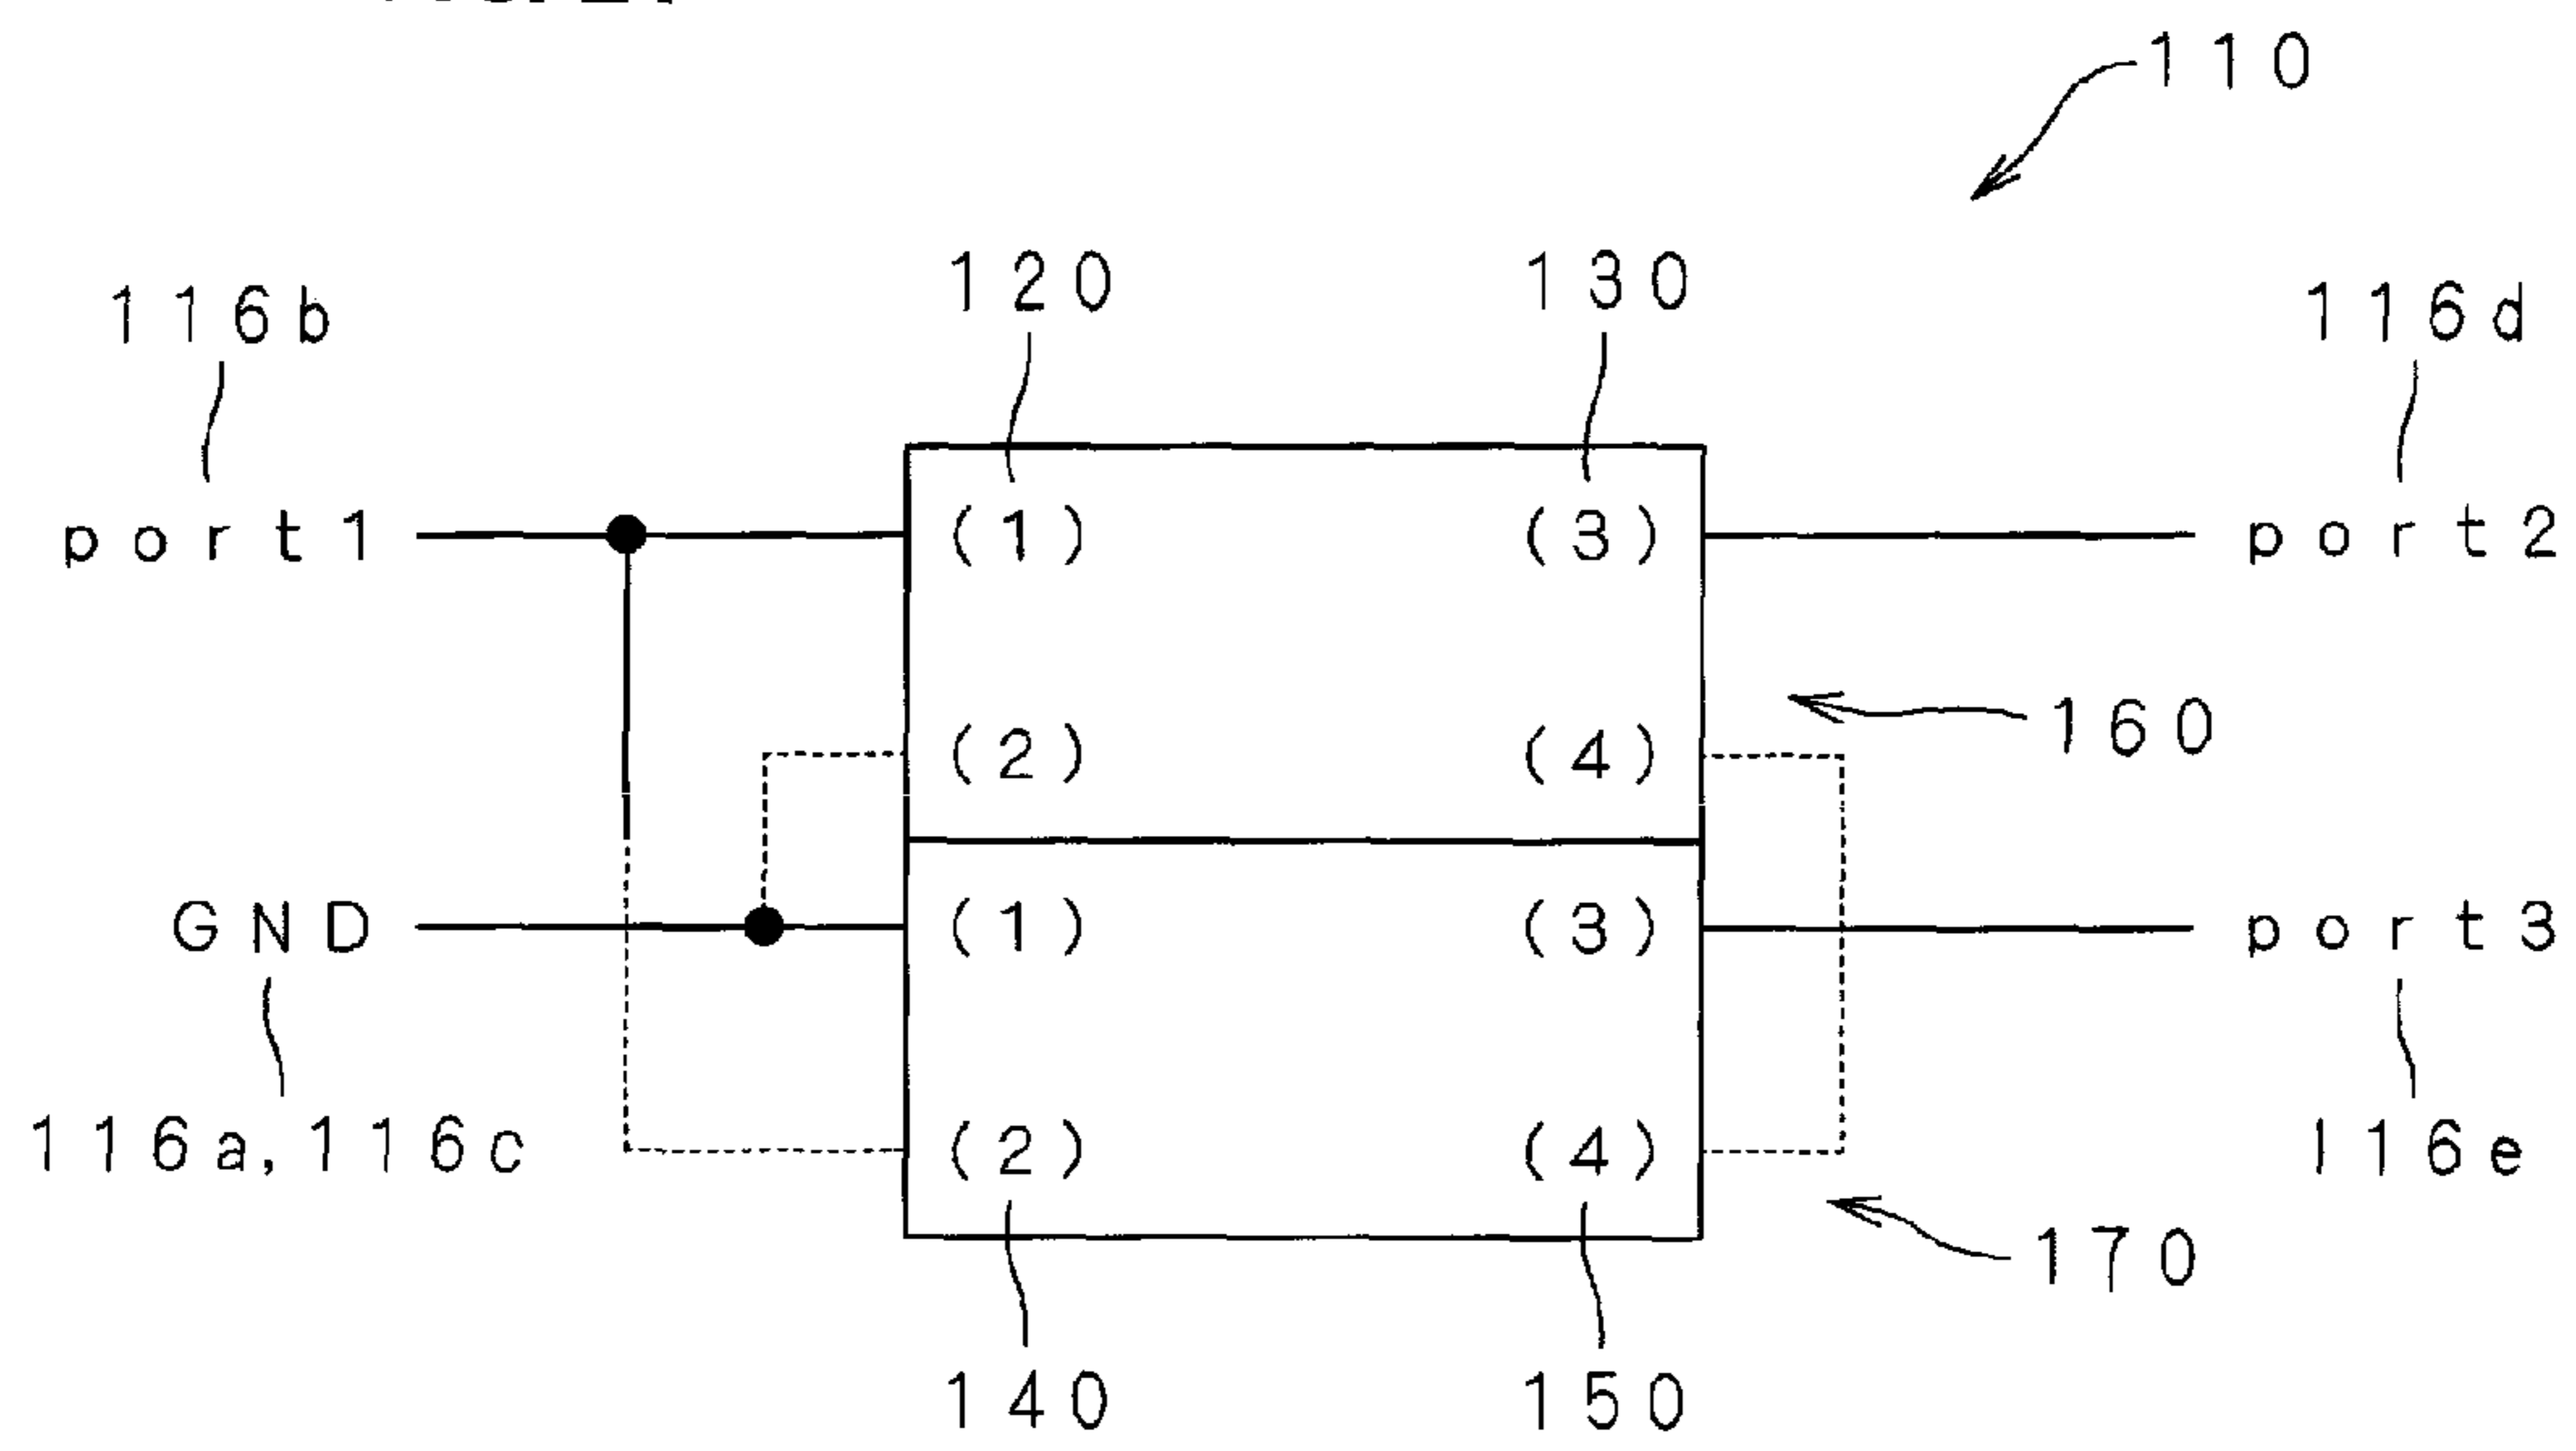 110
120 130
116b 116d
port1 (1) (3) port2
(2) (4) 160
GND (1) (3) port3
116a, 116c (2) (4) 116e
170
140 150